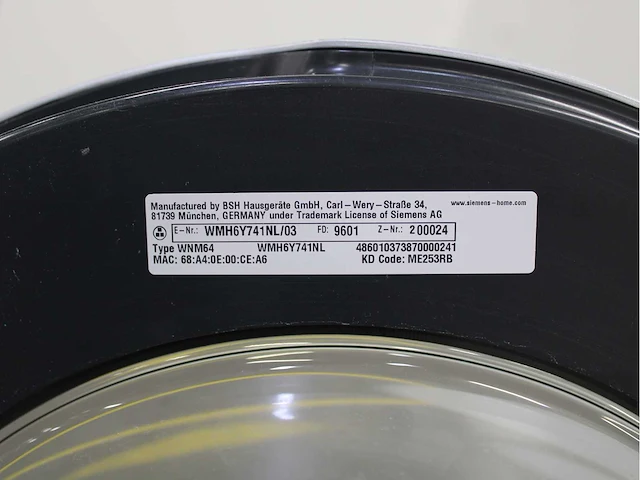 Manufactured by BSH Hausgeräte GmbH, Carl-Wery-Straße 34, www.siemens-home.com
81739 München, GERMANY under Trademark License of Siemens AG
E-Nr.: WMH6Y741NL/03 FD: 9601 Z-Nr.: 200024
Type WNM64 WMH6Y741NL 486010373870000241
MAC: 68:A4:0E:00:CE:A6 KD Code: ME253RB